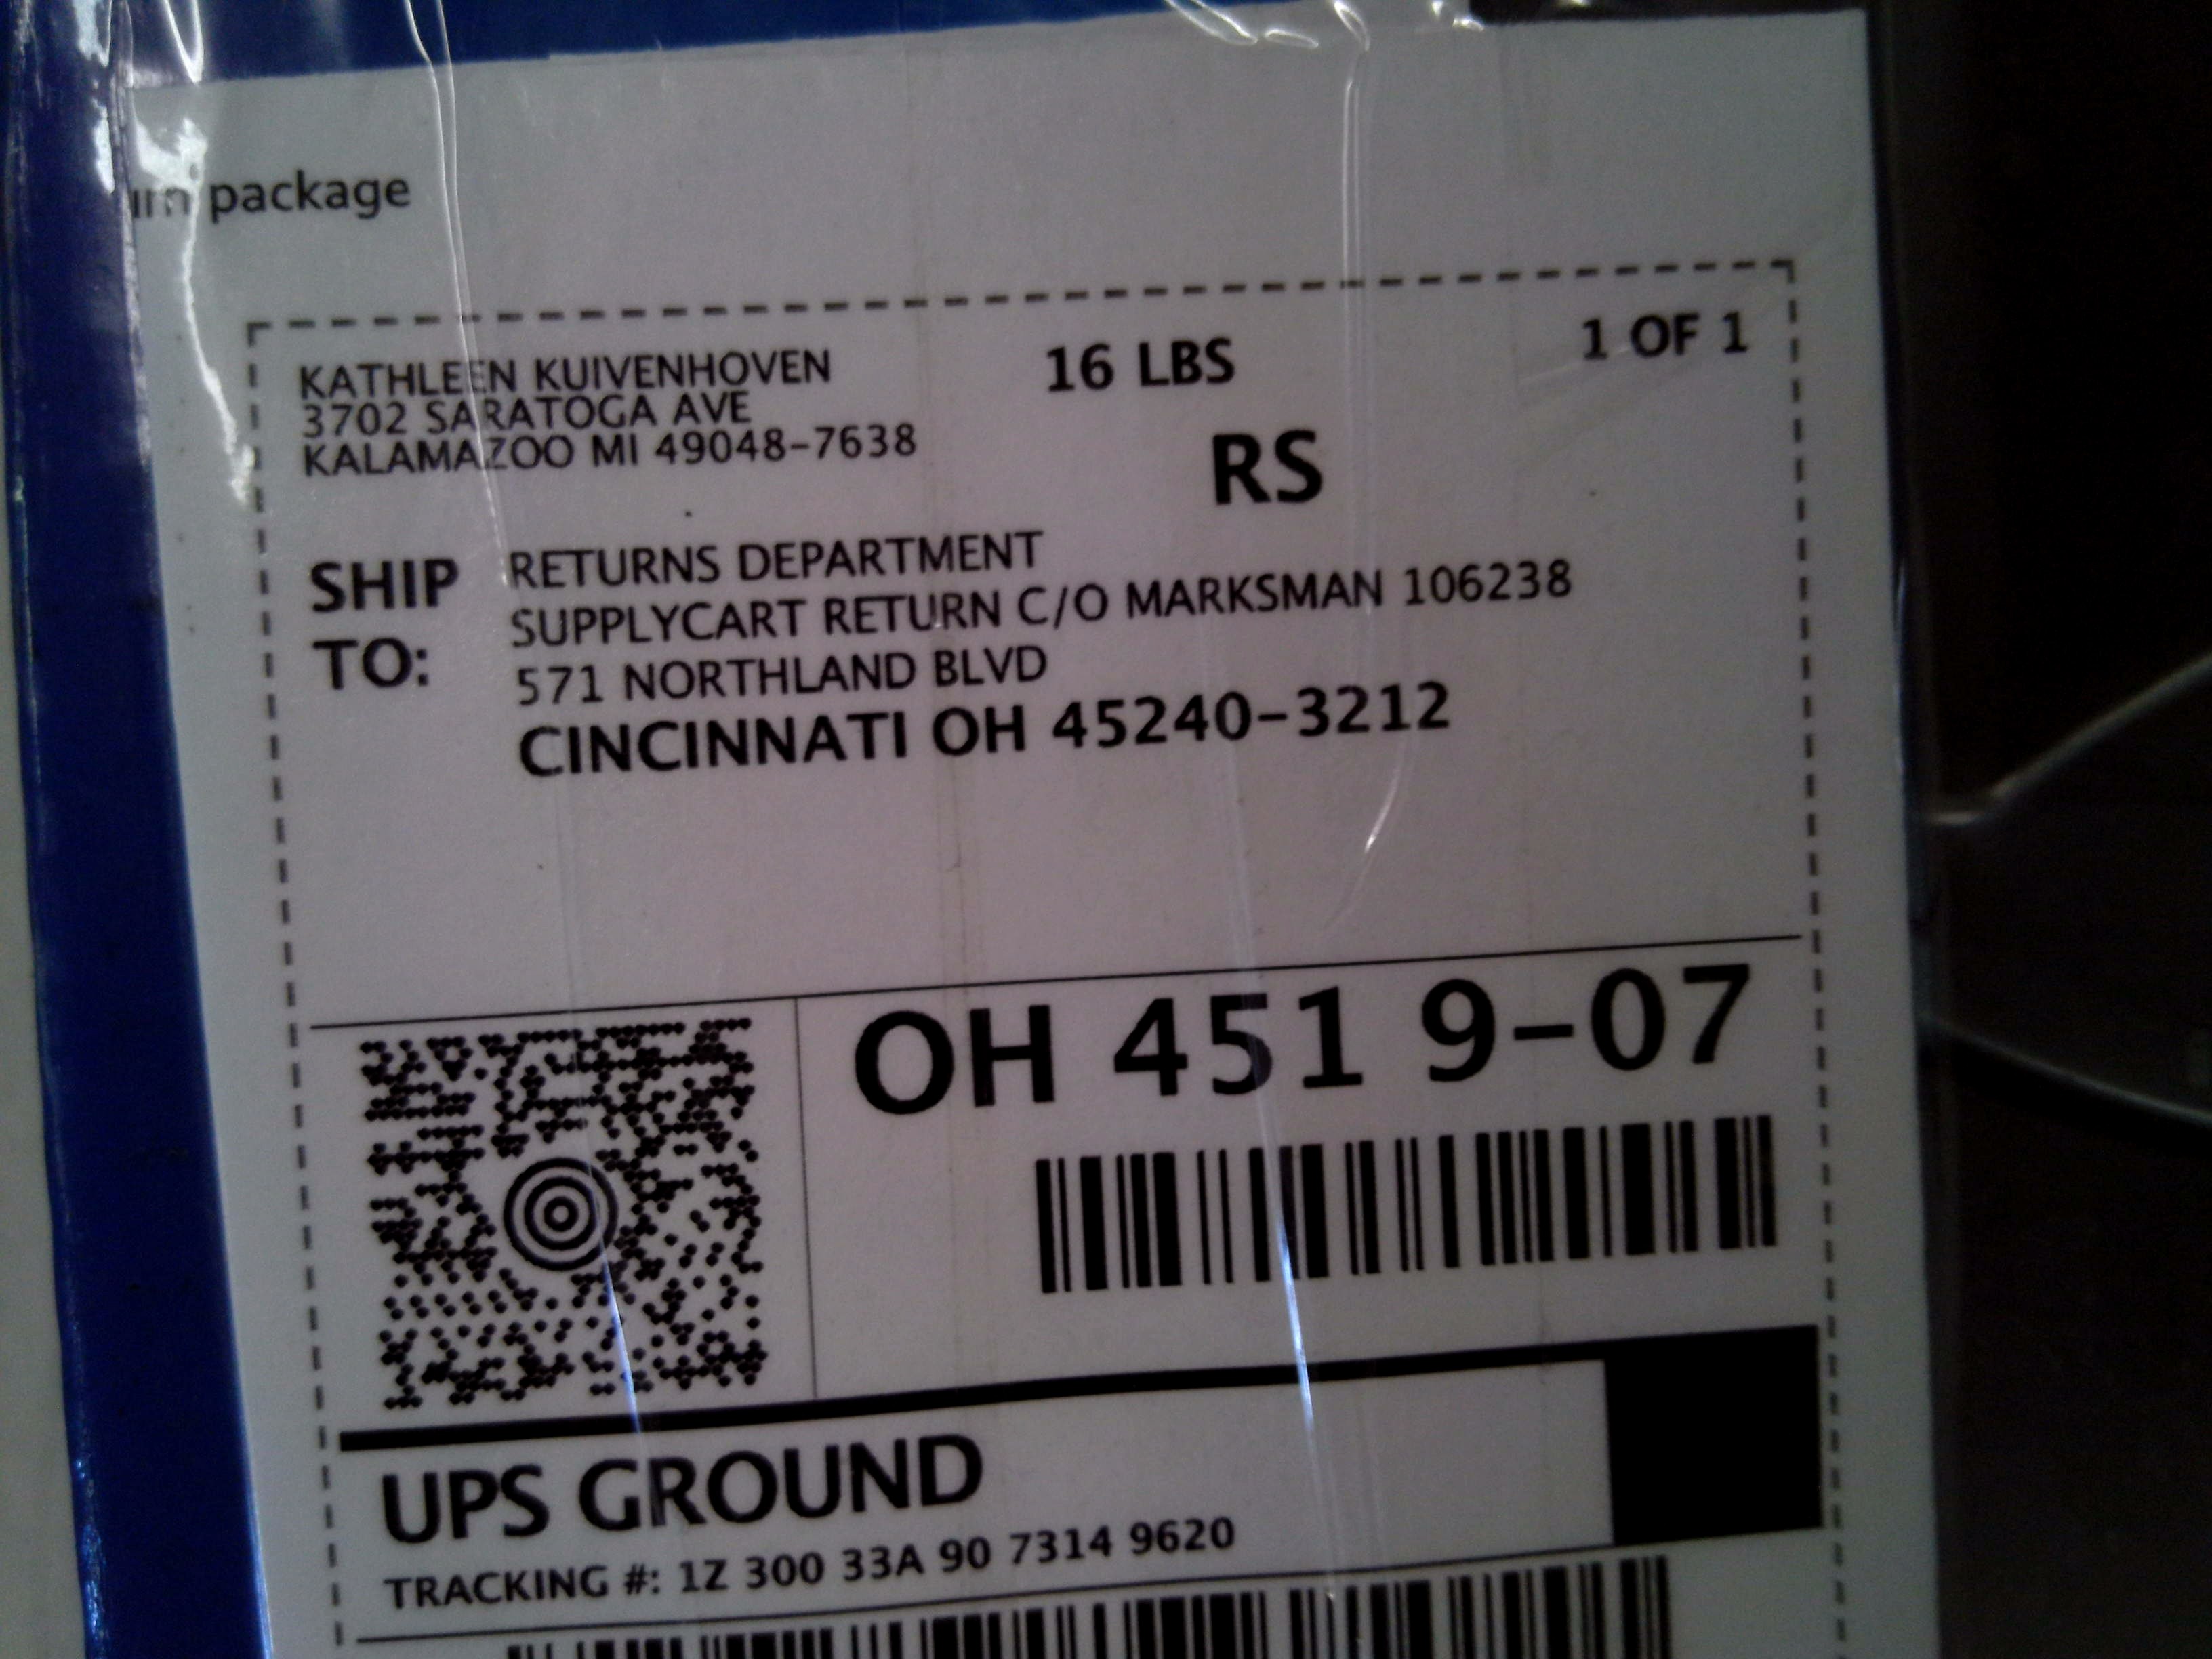 package
KATHLEEN KUIVENHOVEN
3702 SARATOGA AVE
KALAMAZOO MI 49048-7638
16 LBS
1 OF 1
RS
SHIP TO:
RETURNS DEPARTMENT
SUPPLYCART RETURN C/O MARKSMAN 106238
571 NORTHLAND BLVD
CINCINNATI OH 45240-3212
OH 451 9-07
UPS GROUND
TRACKING #: 1Z 300 33A 90 7314 9620